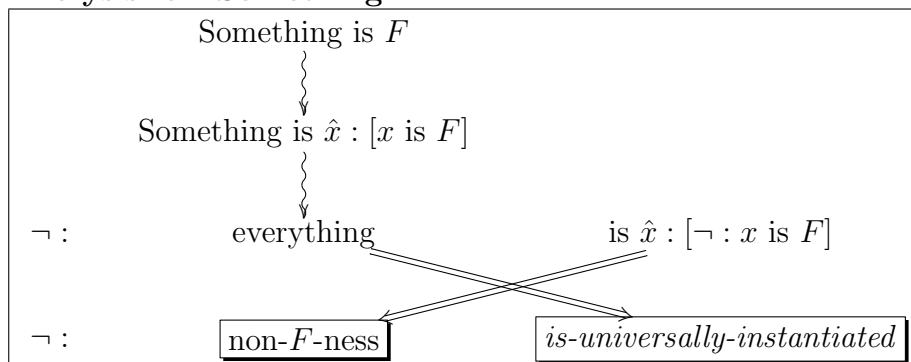 Something is F
Something is x̂ : [x is F]
¬ : everything is x̂ : [¬ : x is F]
¬ : non-F-ness is-universally-instantiated